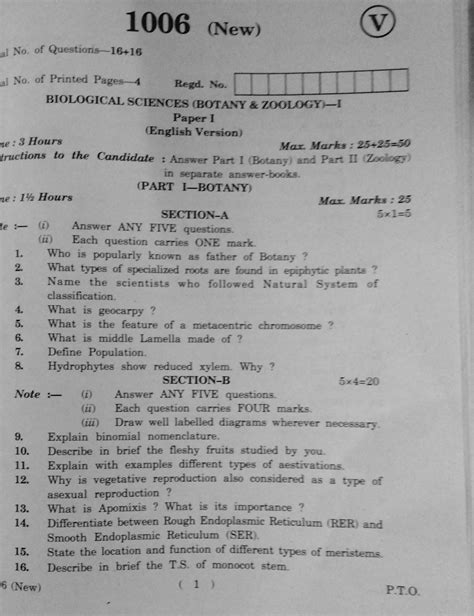 1006 (New)
V
al No. of Questions—16+16
al No. of Printed Pages—4 Regd. No.
BIOLOGICAL SCIENCES (BOTANY & ZOOLOGY)—I
Paper I
(English Version)
me : 3 Hours Max. Marks : 25+25=50
tructions to the Candidate : Answer Part I (Botany) and Part II (Zoology)
in separate answer-books.
(PART I—BOTANY)
me : 1½ Hours Max. Marks : 25
SECTION-A 5×1=5
te :— (i) Answer ANY FIVE questions.
(ii) Each question carries ONE mark.
1. Who is popularly known as father of Botany ?
2. What types of specialized roots are found in epiphytic plants ?
3. Name the scientists who followed Natural System of
classification.
4. What is geocarpy ?
5. What is the feature of a metacentric chromosome ?
6. What is middle Lamella made of ?
7. Define Population.
8. Hydrophytes show reduced xylem. Why ?
SECTION-B 5×4=20
Note :— (i) Answer ANY FIVE questions.
(ii) Each question carries FOUR marks.
(iii) Draw well labelled diagrams wherever necessary.
9. Explain binomial nomenclature.
10. Describe in brief the fleshy fruits studied by you.
11. Explain with examples different types of aestivations.
12. Why is vegetative reproduction also considered as a type of
asexual reproduction ?
13. What is Apomixis ? What is its importance ?
14. Differentiate between Rough Endoplasmic Reticulum (RER) and
Smooth Endoplasmic Reticulum (SER).
15. State the location and function of different types of meristems.
16. Describe in brief the T.S. of monocot stem.
6 (New) ( 1 ) P.T.O.